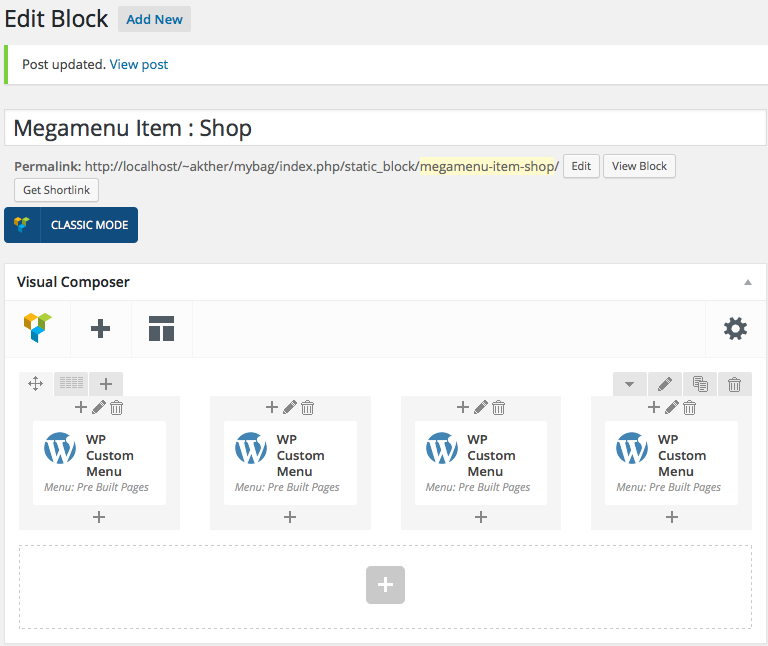 Edit Block Add New
Post updated. View post
Megamenu Item : Shop
Permalink: http://localhost/~akther/mybag/index.php/static_block/megamenu-item-shop/ Edit View Block
Get Shortlink
CLASSIC MODE
Visual Composer
WP Custom Menu
Menu: Pre Built Pages
WP Custom Menu
Menu: Pre Built Pages
WP Custom Menu
Menu: Pre Built Pages
WP Custom Menu
Menu: Pre Built Pages